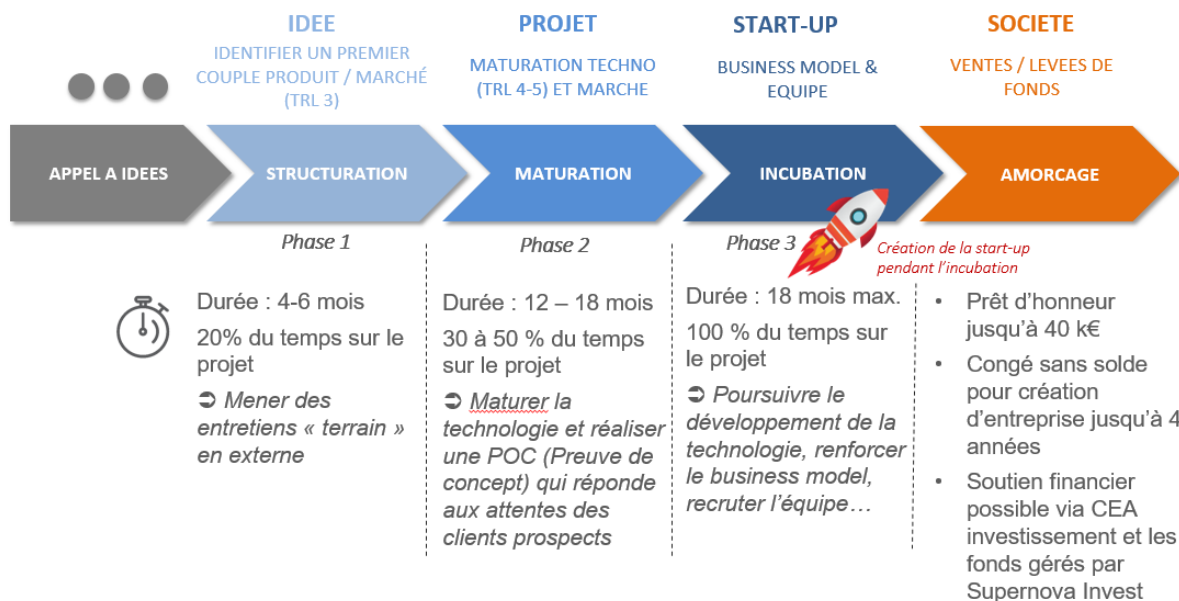 IDEE
IDENTIFIER UN PREMIER
COUPLE PRODUIT / MARCHÉ
(TRL 3)
PROJET
MATURATION TECHNO
(TRL 4-5) ET MARCHE
START-UP
BUSINESS MODEL &
EQUIPE
SOCIETE
VENTES / LEVEES DE
FONDS
APPEL A IDEES
STRUCTURATION
MATURATION
INCUBATION
AMORCAGE
Phase 1
Durée : 4-6 mois
20% du temps sur le
projet
➲ Mener des
entretiens « terrain »
en externe
Phase 2
Durée : 12 – 18 mois
30 à 50 % du temps
sur le projet
➲ Maturer la
technologie et réaliser
une POC (Preuve de
concept) qui réponde
aux attentes des
clients prospects
Phase 3
Création de la start-up
pendant l'incubation
Durée : 18 mois max.
100 % du temps sur
le projet
➲ Poursuivre le
développement de la
technologie, renforcer
le business model,
recruter l'équipe…
• Prêt d'honneur
jusqu'à 40 k€
• Congé sans solde
pour création
d'entreprise jusqu'à 4
années
• Soutien financier
possible via CEA
investissement et les
fonds gérés par
Supernova Invest